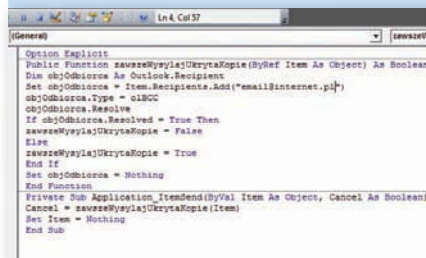 Ln 4, Col 57
(General)
zawszeW
Option Explicit
Public Function zawszeWysylajUkrytaKopie(ByRef Item As Object) As Boolean
Dim objOdbiorca As Outlook.Recipient
Set objOdbiorca = Item.Recipients.Add("email@internet.pl")
objOdbiorca.Type = olBCC
objOdbiorca.Resolve
If objOdbiorca.Resolved = True Then
zawszeWysylajUkrytaKopie = False
Else
zawszeWysylajUkrytaKopie = True
End If
Set objOdbiorca = Nothing
End Function
Private Sub Application_ItemSend(ByVal Item As Object, Cancel As Boolean)
Cancel = zawszeWysylajUkrytaKopie(Item)
Set Item = Nothing
End Sub